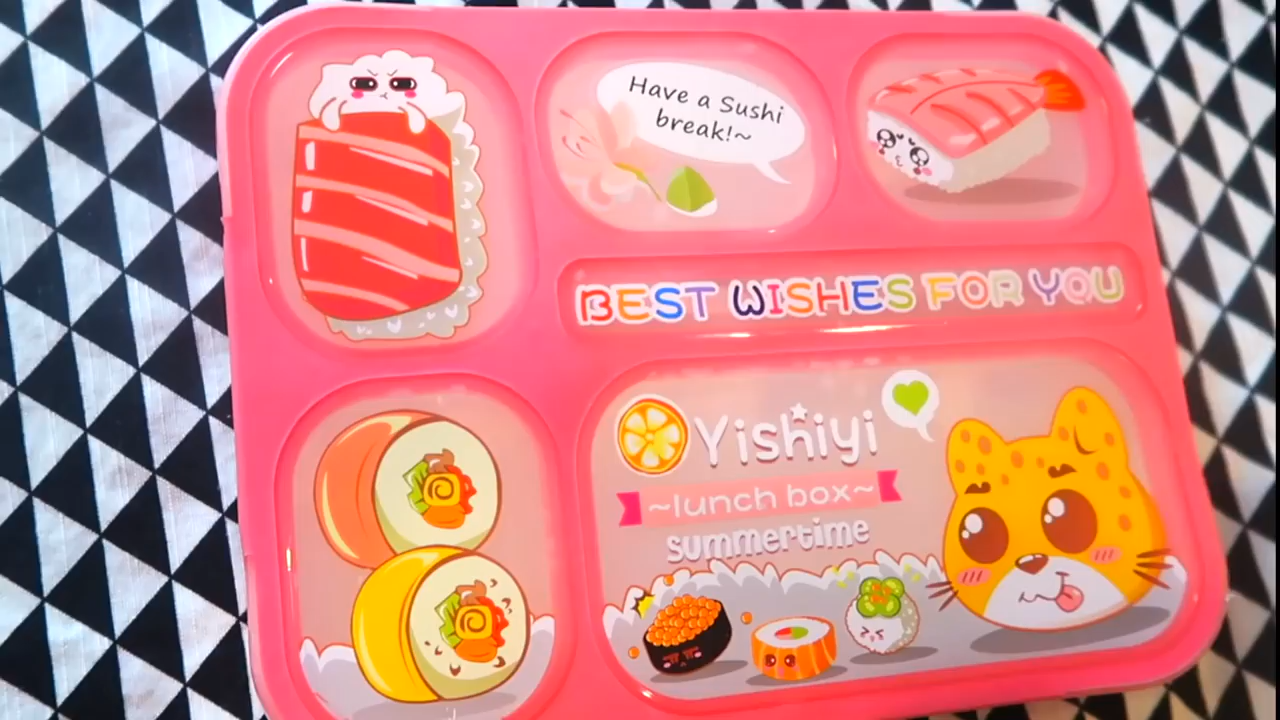 Have a Sushi
break!~
BEST WISHES FOR YOU
Yishiyi
~lunch box~
summertime